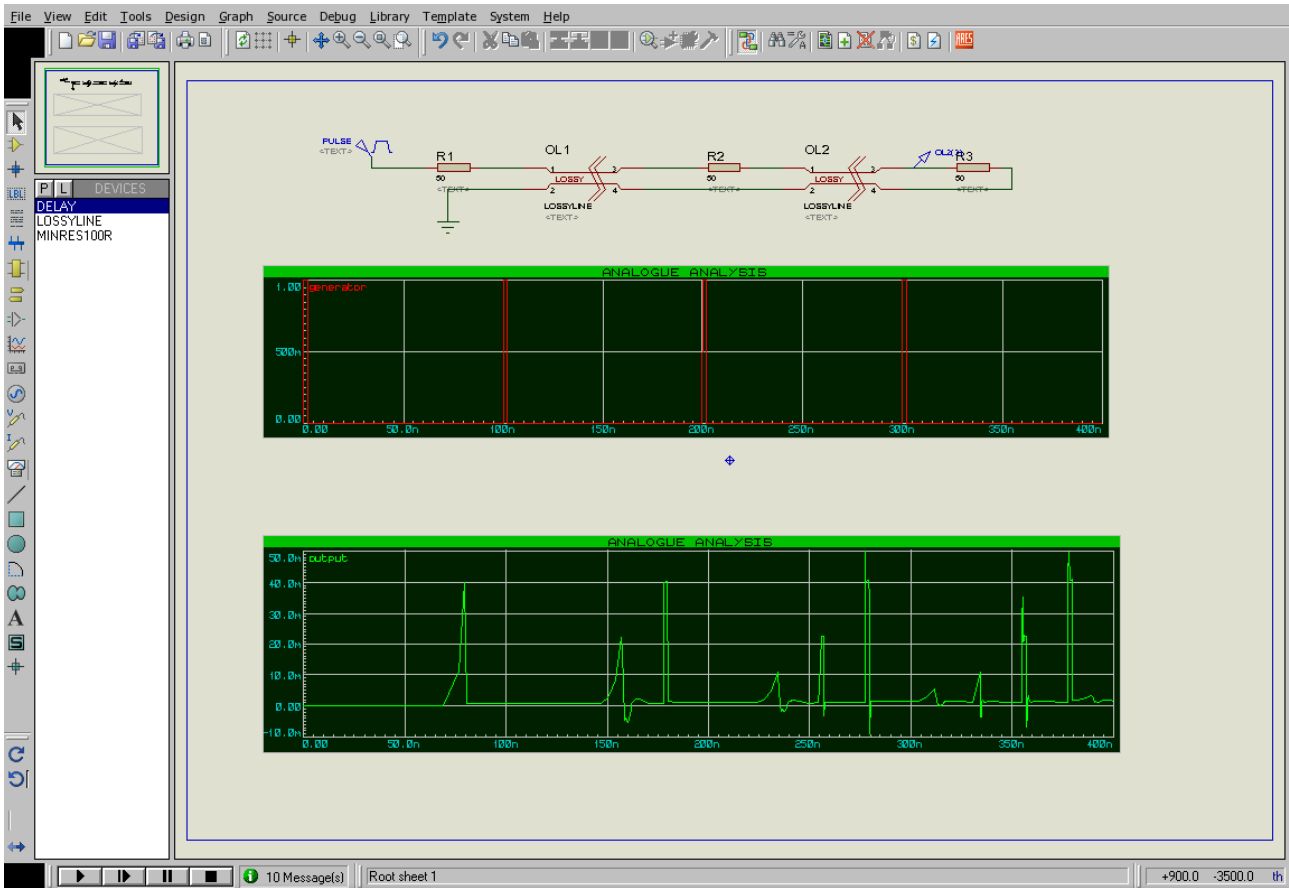 File View Edit Tools Design Graph Source Debug Library Template System Help
P L DEVICES
DELAY
LOSSYLINE
MINRES100R
PULSE
<TEXT>
R1
50
<TEXT>
OL1
1 3
LOSSY
2 4
LOSSYLINE
<TEXT>
R2
50
<TEXT>
OL2
1 3
LOSSY
2 4
LOSSYLINE
<TEXT>
R3
50
<TEXT>
ANALOGUE ANALYSIS
generator
1.00
500m
0.00
0.00 50.0n 100n 150n 200n 250n 300n 350n 400n
ANALOGUE ANALYSIS
output
50.0m
40.0m
30.0m
20.0m
10.0m
0.00
-10.0m
0.00 50.0n 100n 150n 200n 250n 300n 350n 400n
LBL
A
S
ARES
10 Message(s) Root sheet 1 +900.0 -3500.0 th